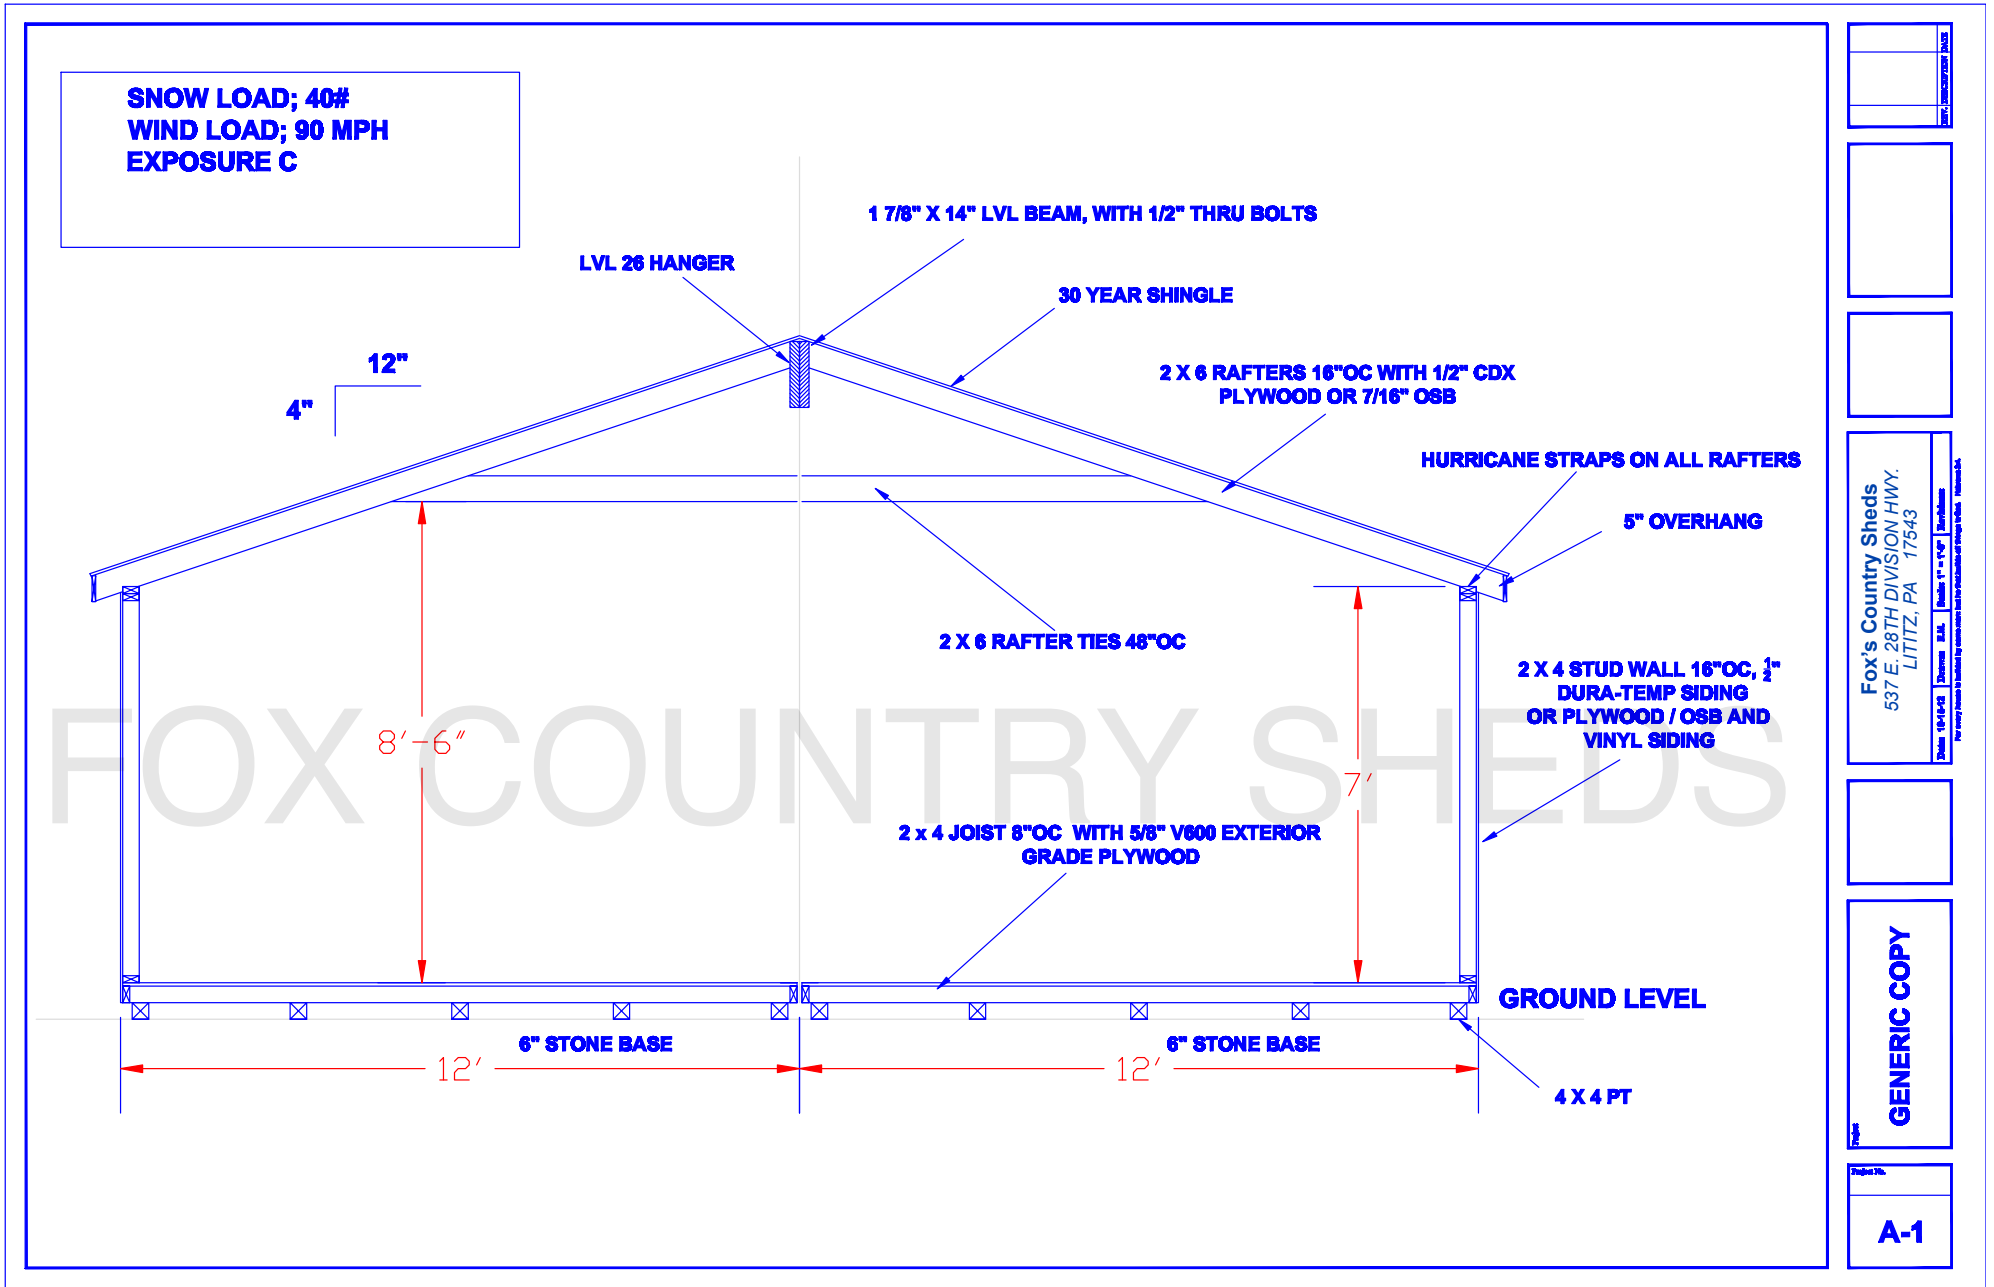 SNOW LOAD; 40#
WIND LOAD; 90 MPH
EXPOSURE C
1 7/8" X 14" LVL BEAM, WITH 1/2" THRU BOLTS
LVL 26 HANGER
30 YEAR SHINGLE
12"
4"
2 X 6 RAFTERS 16"OC WITH 1/2" CDX
PLYWOOD OR 7/16" OSB
HURRICANE STRAPS ON ALL RAFTERS
5" OVERHANG
2 X 6 RAFTER TIES 48"OC
2 X 4 STUD WALL 16"OC, ½"
DURA-TEMP SIDING
OR PLYWOOD / OSB AND
VINYL SIDING
FOX COUNTRY SHEDS
8'-6"
7'
2 x 4 JOIST 8"OC WITH 5/8" V600 EXTERIOR
GRADE PLYWOOD
GROUND LEVEL
6" STONE BASE
6" STONE BASE
12'
12'
4 X 4 PT
REV. DESCRIPTION DATE
Fox's Country Sheds
537 E. 28TH DIVISION HWY.
LITITZ, PA 17543
GENERIC COPY
Project
Project No.
A-1